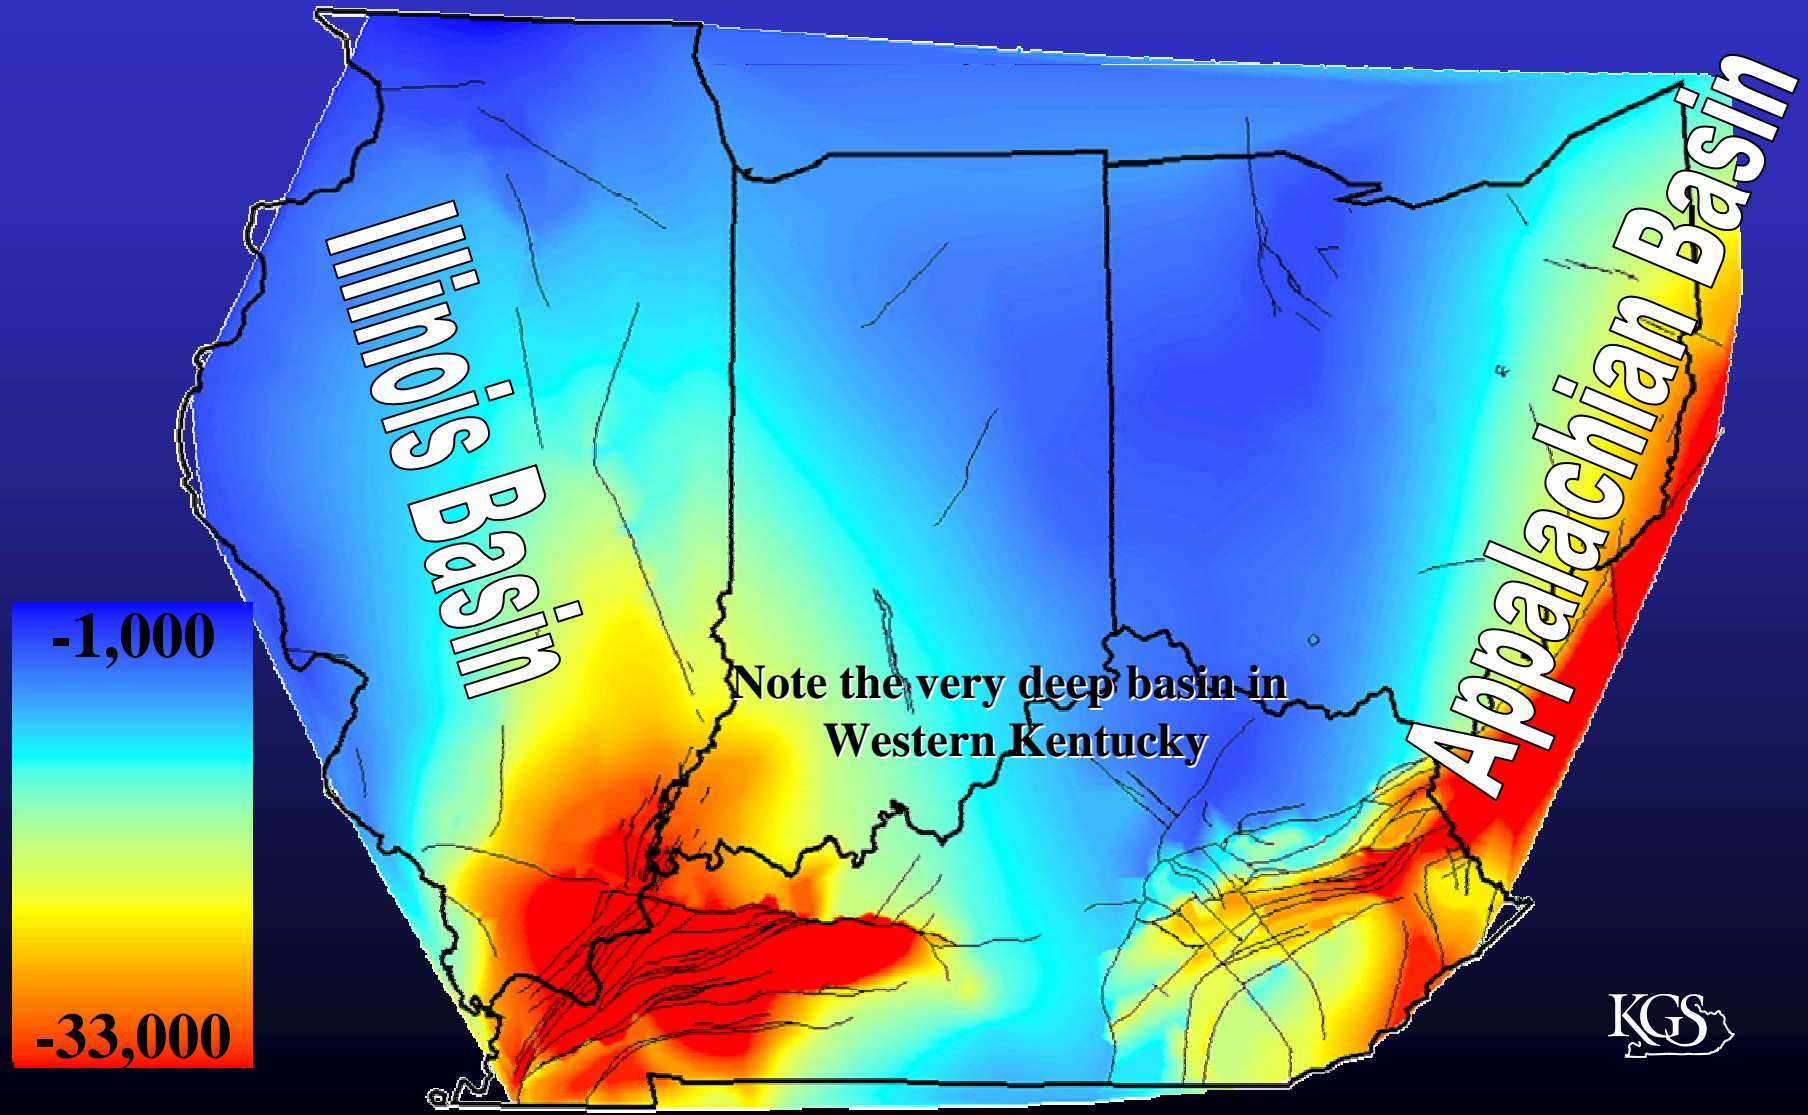 Illinois Basin
Appalachian Basin
-1,000
-33,000
Note the very deep basin in
Western Kentucky
KGS